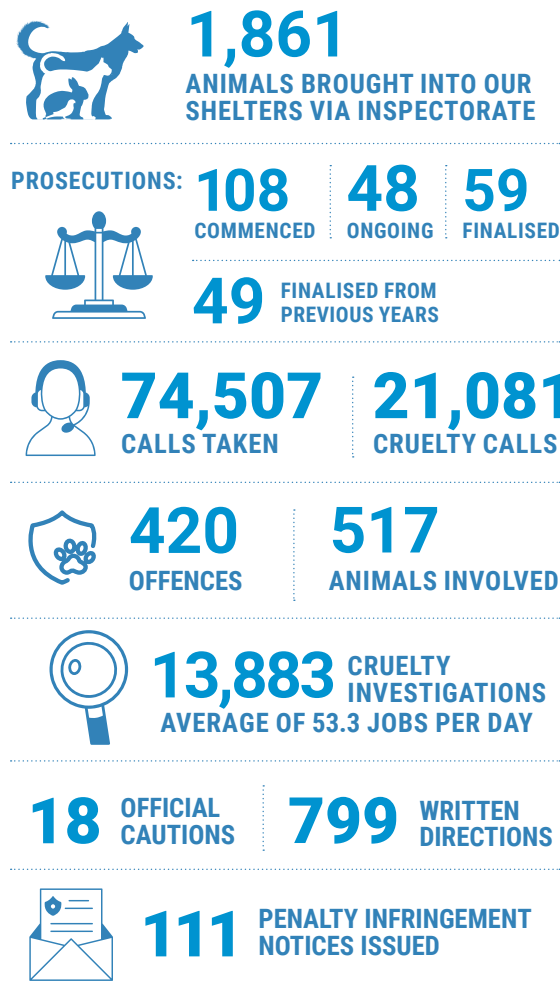 1,861
ANIMALS BROUGHT INTO OUR
SHELTERS VIA INSPECTORATE
PROSECUTIONS:
108
COMMENCED
48
ONGOING
59
FINALISED
49
FINALISED FROM
PREVIOUS YEARS
74,507
CALLS TAKEN
21,081
CRUELTY CALLS
420
OFFENCES
517
ANIMALS INVOLVED
13,883
CRUELTY
INVESTIGATIONS
AVERAGE OF 53.3 JOBS PER DAY
18
OFFICIAL
CAUTIONS
799
WRITTEN
DIRECTIONS
111
PENALTY INFRINGEMENT
NOTICES ISSUED